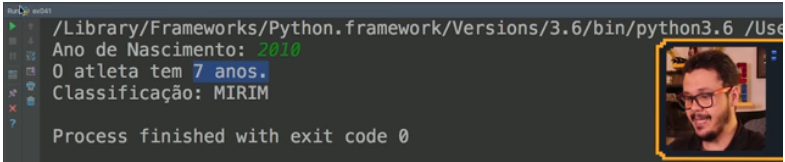 Run ex041
/Library/Frameworks/Python.framework/Versions/3.6/bin/python3.6 /Use
Ano de Nascimento: 2010
O atleta tem 7 anos.
Classificação: MIRIM
Process finished with exit code 0